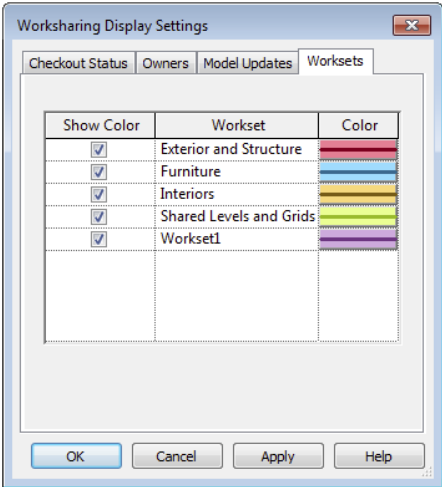 Worksharing Display Settings
Checkout Status Owners Model Updates Worksets
Show Color Workset Color
Exterior and Structure
Furniture
Interiors
Shared Levels and Grids
Workset1
OK Cancel Apply Help